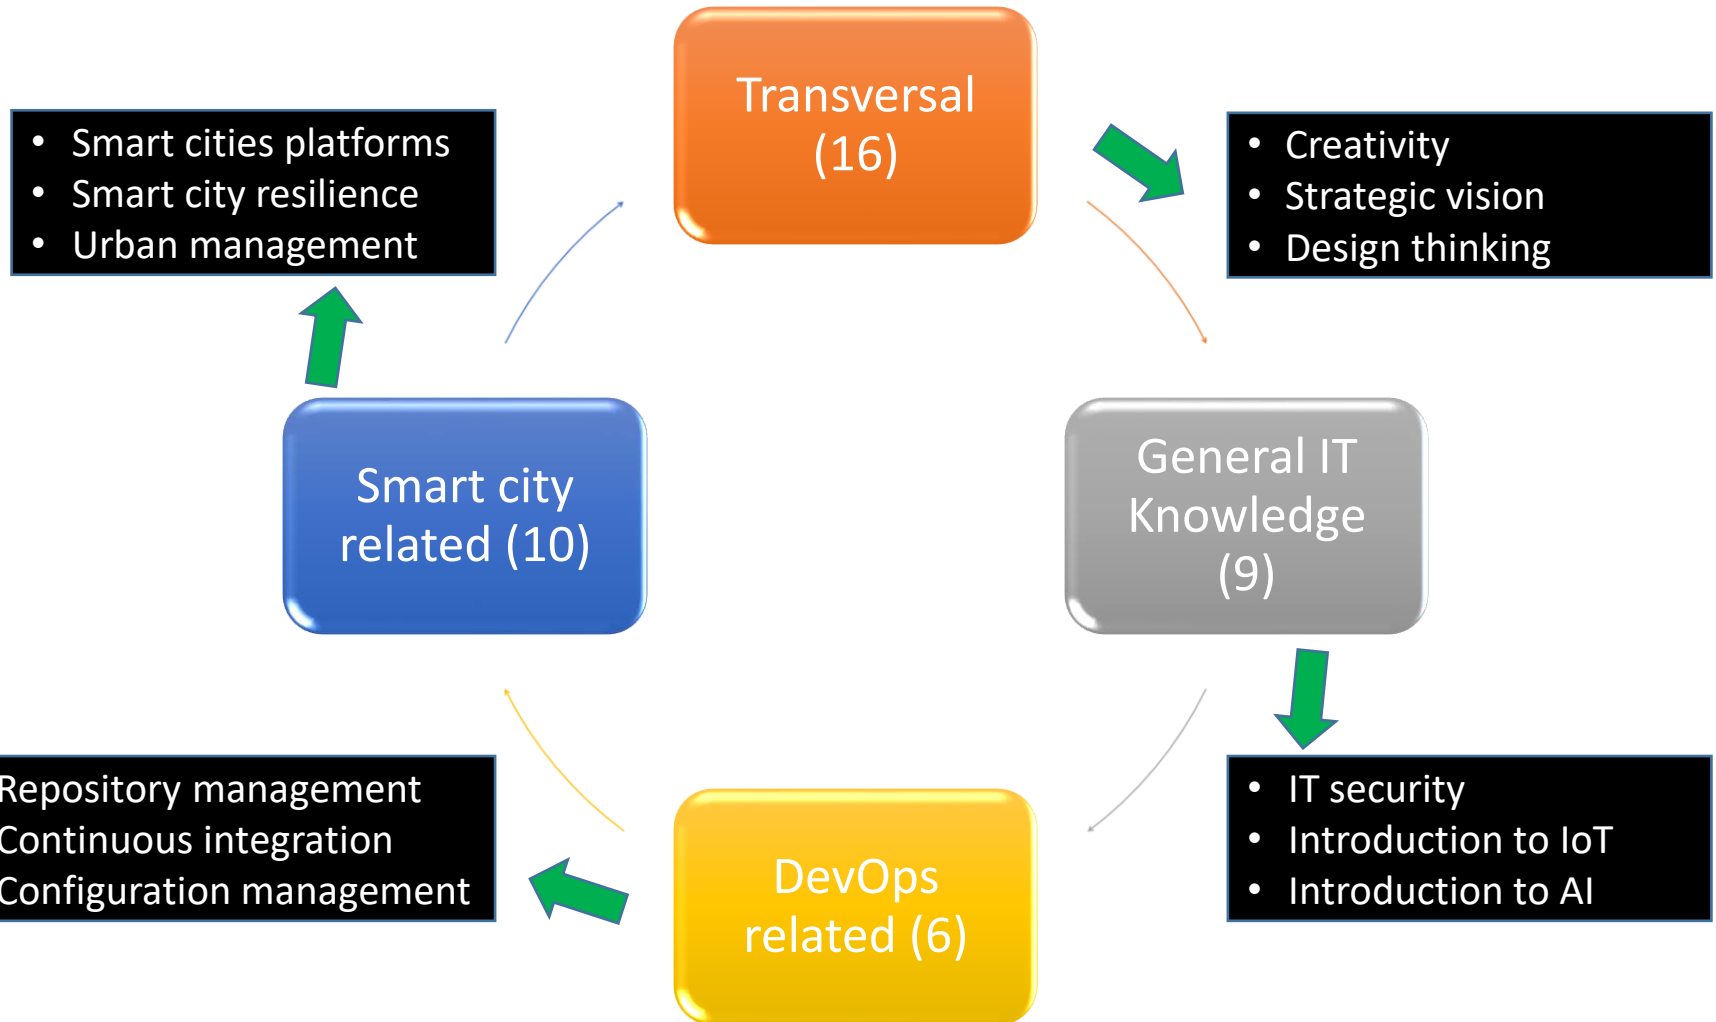 Transversal
(16)
• Smart cities platforms
• Smart city resilience
• Urban management
• Creativity
• Strategic vision
• Design thinking
Smart city
related (10)
General IT
Knowledge
(9)
Repository management
Continuous integration
Configuration management
DevOps
related (6)
• IT security
• Introduction to IoT
• Introduction to AI